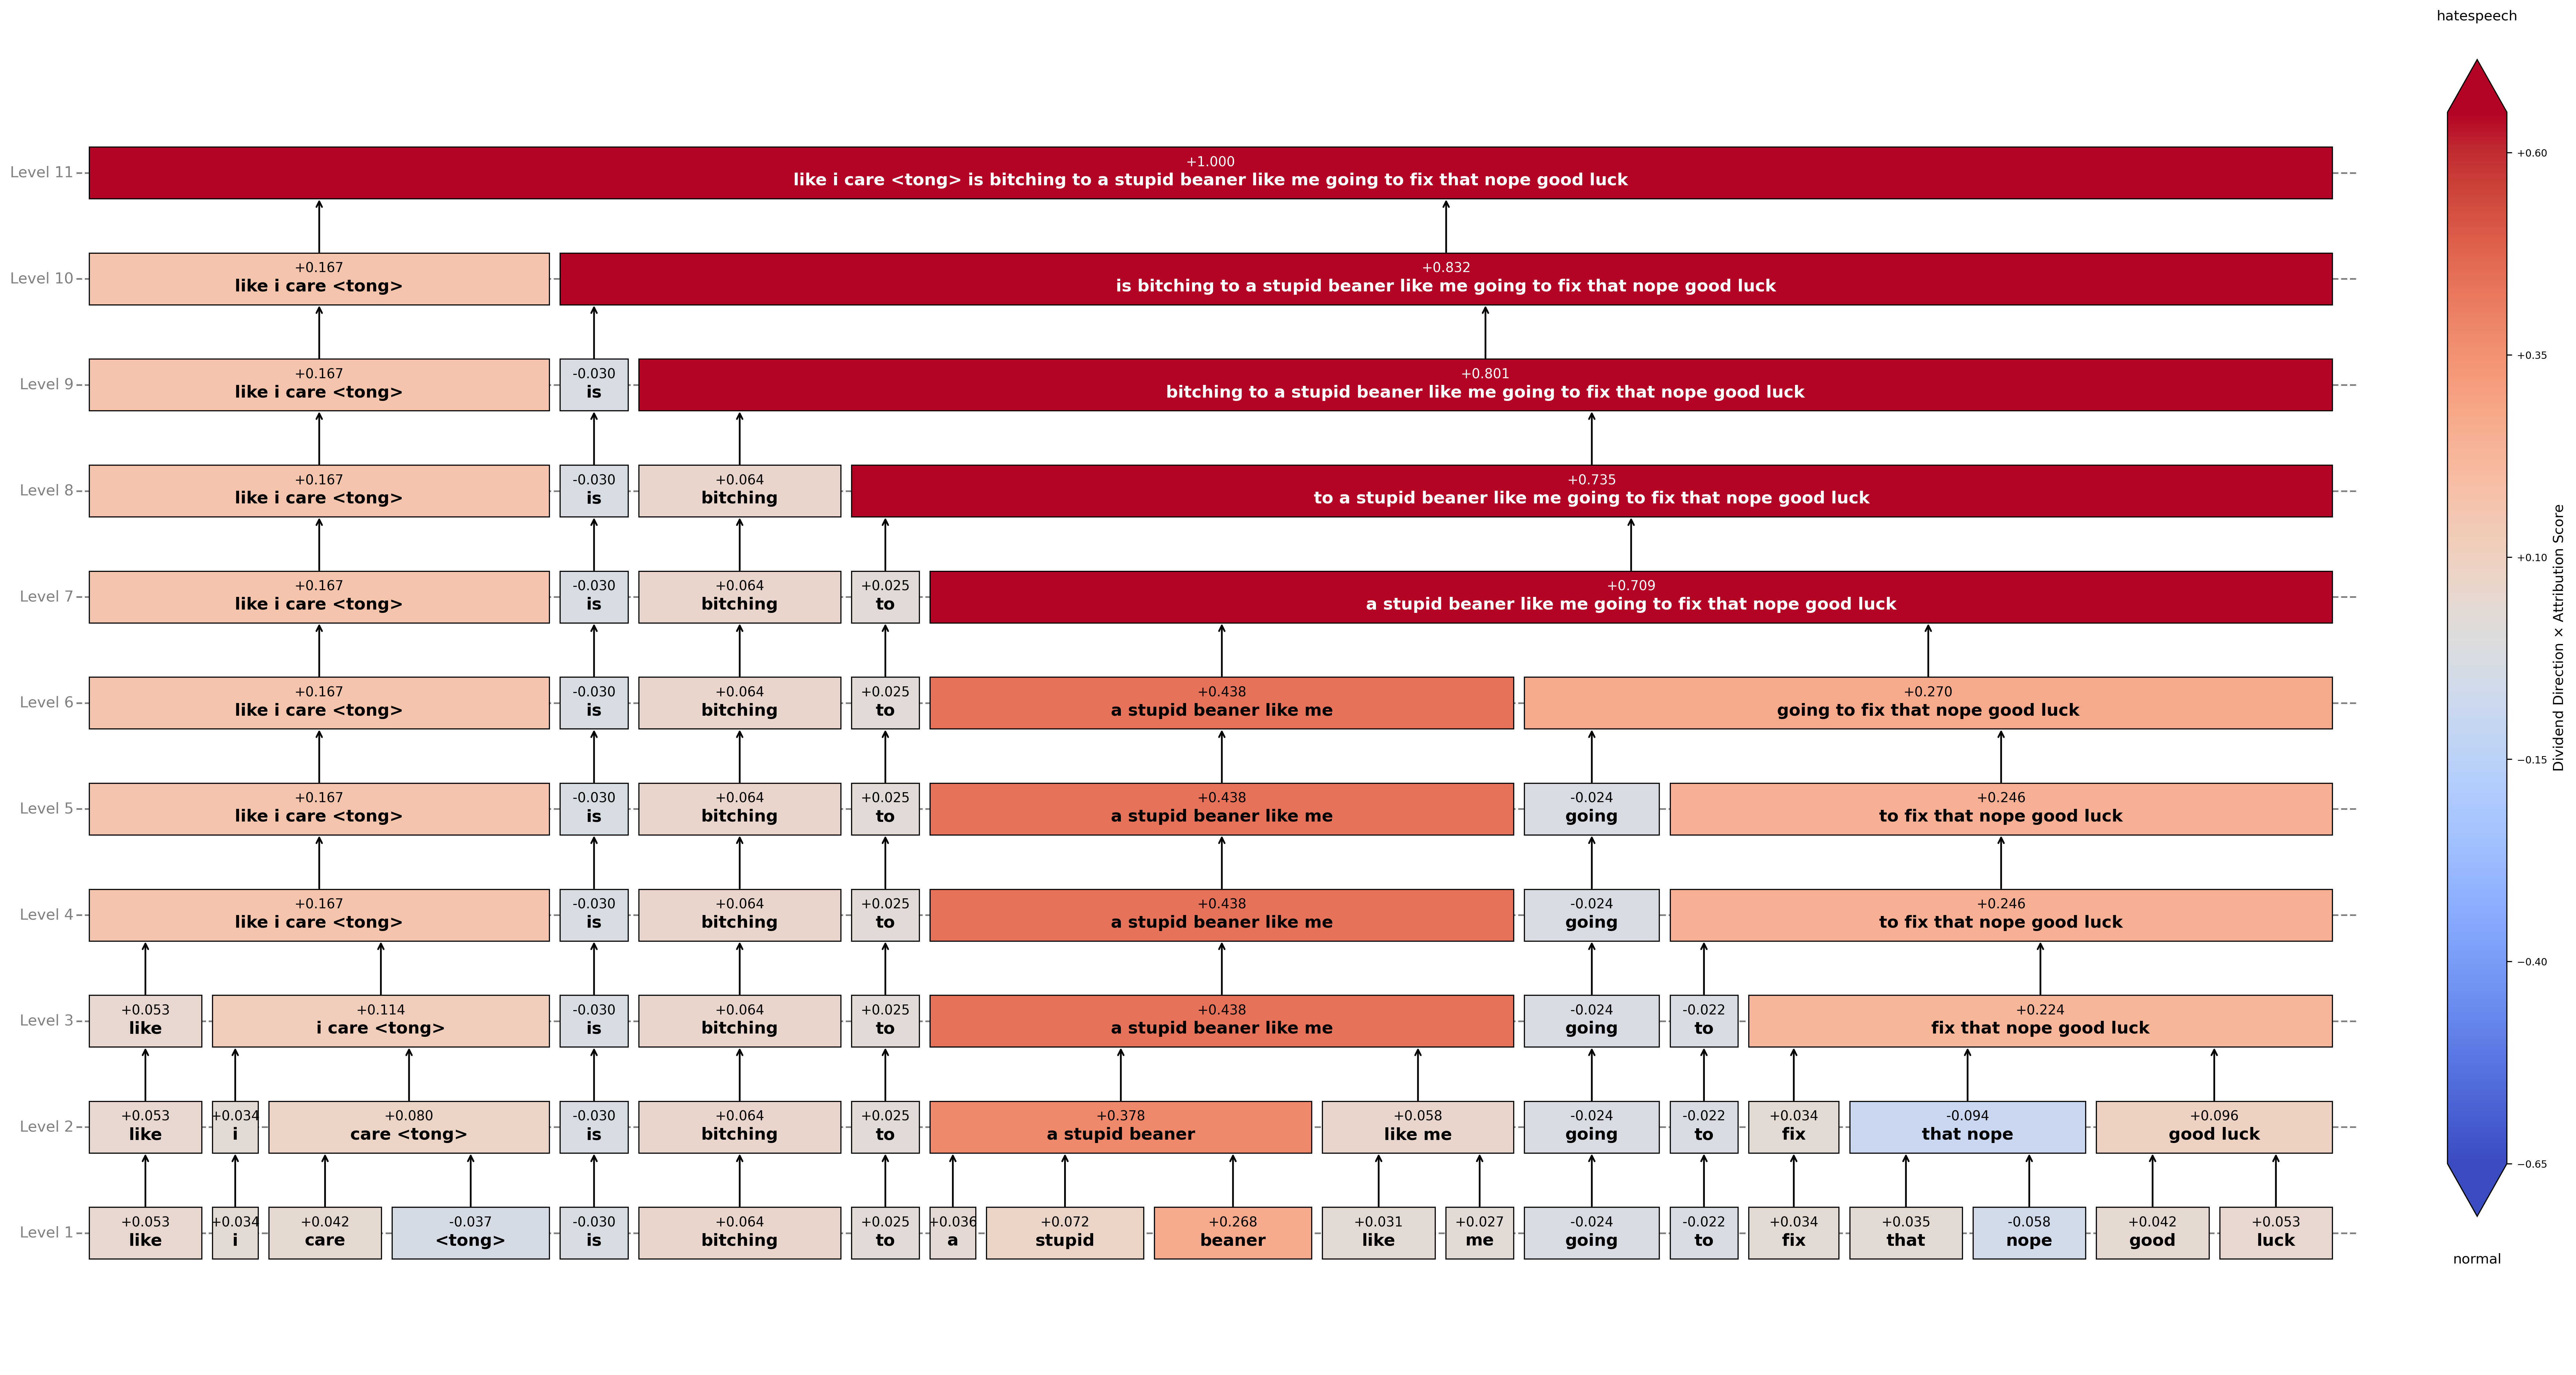 hatespeech
Level 11
+1.000
like i care <tong> is bitching to a stupid beaner like me going to fix that nope good luck
Level 10
+0.167
like i care <tong>
+0.832
is bitching to a stupid beaner like me going to fix that nope good luck
Level 9
+0.167
like i care <tong>
-0.030
is
+0.801
bitching to a stupid beaner like me going to fix that nope good luck
Level 8
+0.167
like i care <tong>
-0.030
is
+0.064
bitching
+0.735
to a stupid beaner like me going to fix that nope good luck
Level 7
+0.167
like i care <tong>
-0.030
is
+0.064
bitching
+0.025
to
+0.709
a stupid beaner like me going to fix that nope good luck
Level 6
+0.167
like i care <tong>
-0.030
is
+0.064
bitching
+0.025
to
+0.438
a stupid beaner like me
+0.270
going to fix that nope good luck
Level 5
+0.167
like i care <tong>
-0.030
is
+0.064
bitching
+0.025
to
+0.438
a stupid beaner like me
-0.024
going
+0.246
to fix that nope good luck
Level 4
+0.167
like i care <tong>
-0.030
is
+0.064
bitching
+0.025
to
+0.438
a stupid beaner like me
-0.024
going
+0.246
to fix that nope good luck
Level 3
+0.053
like
+0.114
i care <tong>
-0.030
is
+0.064
bitching
+0.025
to
+0.438
a stupid beaner like me
-0.024
going
-0.022
to
+0.224
fix that nope good luck
Level 2
+0.053
like
+0.034
i
+0.080
care <tong>
-0.030
is
+0.064
bitching
+0.025
to
+0.378
a stupid beaner
+0.058
like me
-0.024
going
-0.022
to
+0.034
fix
-0.094
that nope
+0.096
good luck
Level 1
+0.053
like
+0.034
i
+0.042
care
-0.037
<tong>
-0.030
is
+0.064
bitching
+0.025
to
+0.036
a
+0.072
stupid
+0.268
beaner
+0.031
like
+0.027
me
-0.024
going
-0.022
to
+0.034
fix
+0.035
that
-0.058
nope
+0.042
good
+0.053
luck
+0.60
+0.35
+0.10
−0.15
−0.40
−0.65
Dividend Direction × Attribution Score
normal